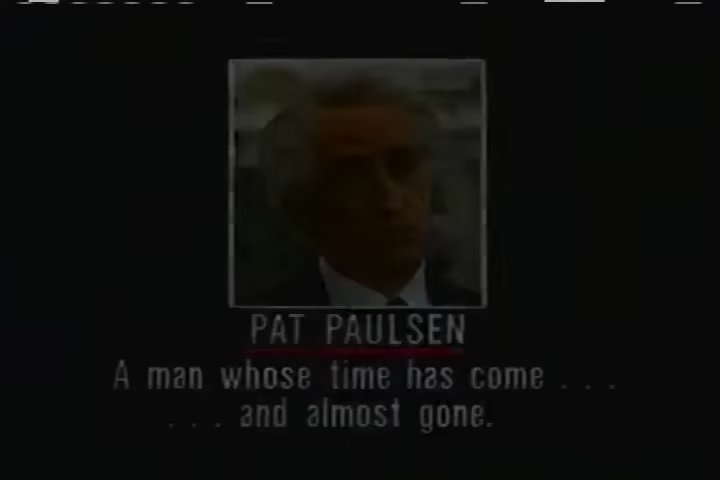 PAT PAULSEN
A man whose time has come . . .
. . . and almost gone.